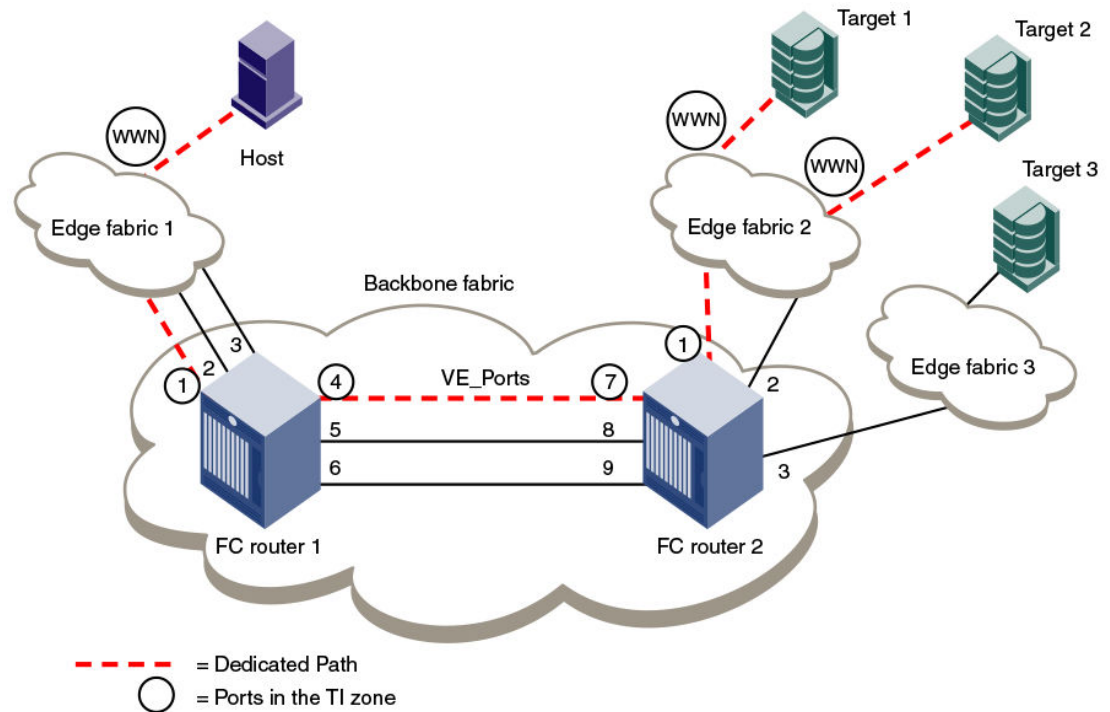 Target 1
Target 2
WWN
WWN
Host
WWN
Target 3
Edge fabric 1
Edge fabric 2
Backbone fabric
3
2
1
4
VE_Ports
7
1
2
Edge fabric 3
5
8
6
9
3
FC router 1
FC router 2
= Dedicated Path
= Ports in the TI zone